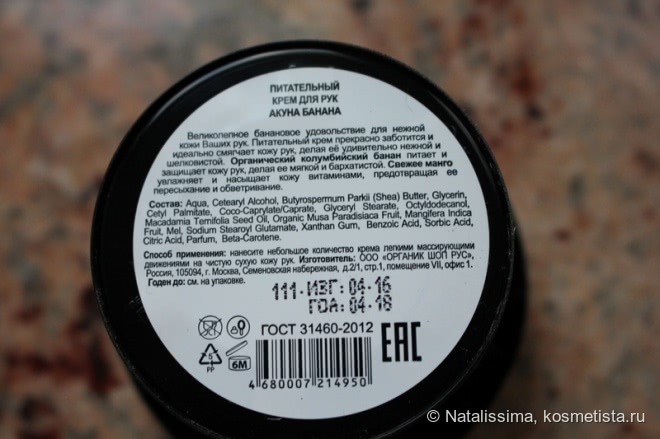 ПИТАТЕЛЬНЫЙ
КРЕМ ДЛЯ РУК
АКУНА БАНАНА
Великолепное банановое удовольствие для нежной
кожи Ваших рук. Питательный крем прекрасно заботится и
идеально смягчает кожу рук, делая её удивительно нежной и
шелковистой. Органический колумбийский банан питает и
защищает кожу рук, делая ее мягкой и бархатистой. Свежее манго
увлажняет и насыщает кожу витаминами, предотвращая ее
пересыхание и обветривание.
Состав: Aqua, Cetearyl Alcohol, Butyrospermum Parkii (Shea) Butter, Glycerin,
Cetyl Palmitate, Coco-Caprylate/Caprate, Glyceryl Stearate, Octyldodecanol,
Macadamia Ternifolia Seed Oil, Organic Musa Paradisiaca Fruit, Mangifera Indica
Fruit, Mel, Sodium Stearoyl Glutamate, Xanthan Gum, Benzoic Acid, Sorbic Acid,
Citric Acid, Parfum, Beta-Carotene.
Способ применения: нанесите небольшое количество крема легкими массирующими
движениями на чистую сухую кожу рук. Изготовитель: ООО «ОРГАНИК ШОП РУС»,
Россия, 105094, г. Москва, Семеновская набережная, д.2/1, стр.1, помещение VII, офис 1.
Годен до: см. на упаковке.
111·ИЗГ:04·16
ГОД:04·18
ГОСТ 31460-2012
EAC
PP
6M
4 680007 214950
© Natalissima, kosmetista.ru